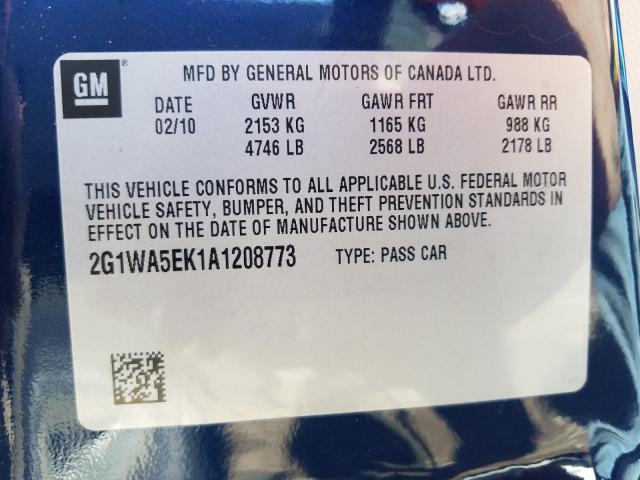 GM ®
MFD BY GENERAL MOTORS OF CANADA LTD.
DATE GVWR GAWR FRT GAWR RR
02/10 2153 KG 1165 KG 988 KG
4746 LB 2568 LB 2178 LB
THIS VEHICLE CONFORMS TO ALL APPLICABLE U.S. FEDERAL MOTOR
VEHICLE SAFETY, BUMPER, AND THEFT PREVENTION STANDARDS IN
EFFECT ON THE DATE OF MANUFACTURE SHOWN ABOVE.
2G1WA5EK1A1208773 TYPE: PASS CAR